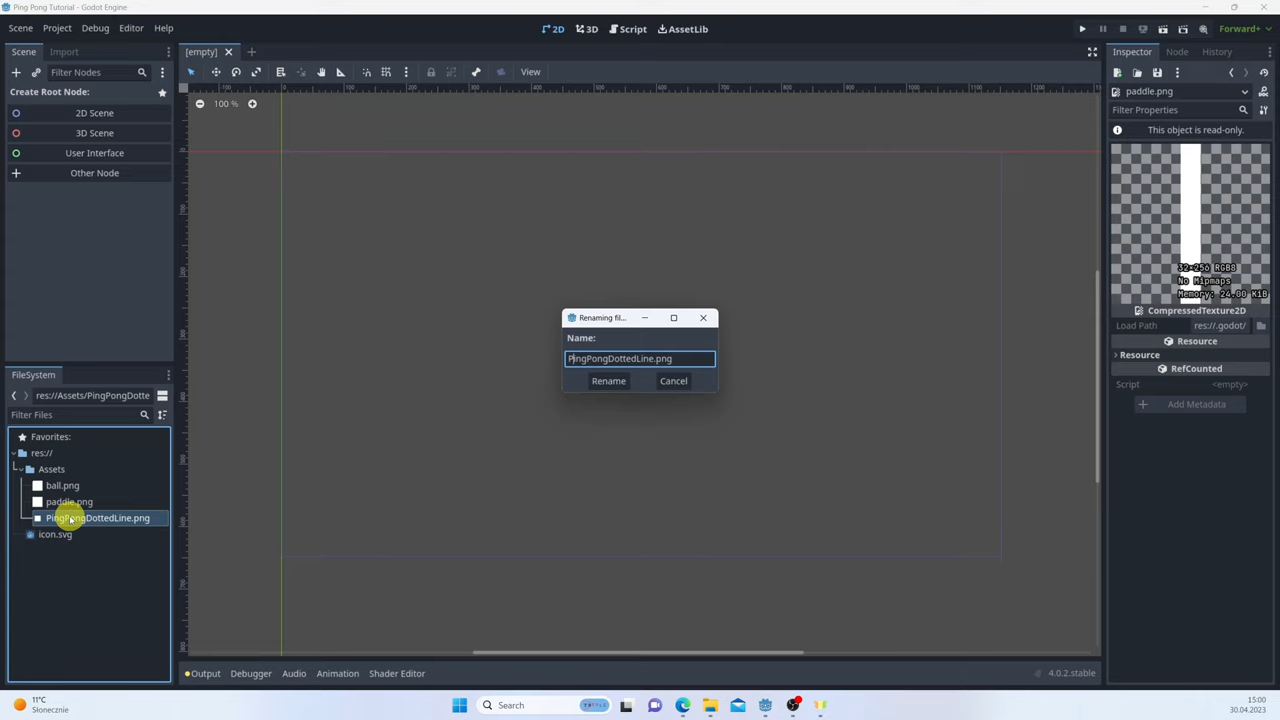 Ping Pong Tutorial - Godot Engine
Scene Project Debug Editor Help
2D 3D Script AssetLib
Forward+
Scene Import
[empty]
Inspector Node History
Filter Nodes
View
Create Root Node:
2D Scene
3D Scene
User Interface
Other Node
100 %
paddle.png
Filter Properties
This object is read-only.
32×256 RGB8
No Mipmaps
Memory: 24.00 KiB
CompressedTexture2D
Load Path res://.godot/
Resource
Resource
RefCounted
Script <empty>
Add Metadata
Renaming fil...
Name:
PingPongDottedLine.png
Rename Cancel
FileSystem
res://Assets/PingPongDotte
Filter Files
Favorites:
res://
Assets
ball.png
paddle.png
PingPongDottedLine.png
icon.svg
Output Debugger Audio Animation Shader Editor
4.0.2.stable
11°C
Słonecznie
Search
15:00
30.04.2023